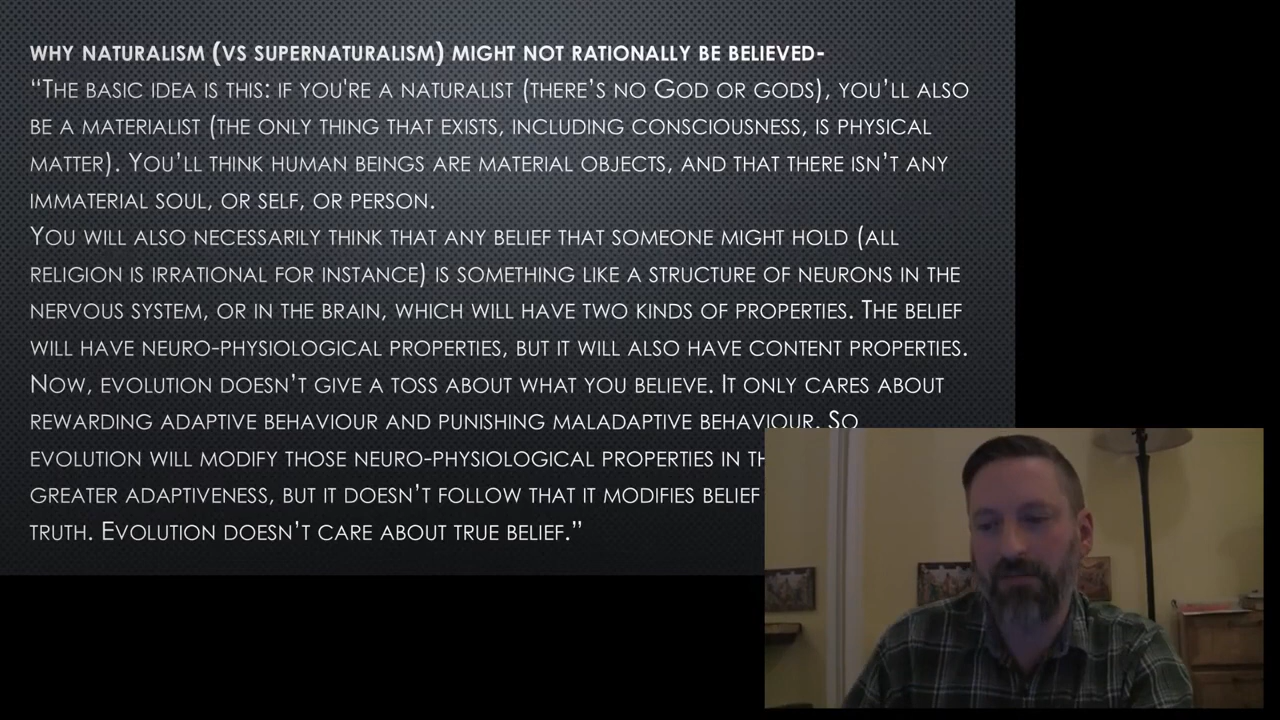 WHY NATURALISM (VS SUPERNATURALISM) MIGHT NOT RATIONALLY BE BELIEVED-
“THE BASIC IDEA IS THIS: IF YOU'RE A NATURALIST (THERE’S NO GOD OR GODS), YOU’LL ALSO
BE A MATERIALIST (THE ONLY THING THAT EXISTS, INCLUDING CONSCIOUSNESS, IS PHYSICAL
MATTER). YOU’LL THINK HUMAN BEINGS ARE MATERIAL OBJECTS, AND THAT THERE ISN’T ANY
IMMATERIAL SOUL, OR SELF, OR PERSON.
YOU WILL ALSO NECESSARILY THINK THAT ANY BELIEF THAT SOMEONE MIGHT HOLD (ALL
RELIGION IS IRRATIONAL FOR INSTANCE) IS SOMETHING LIKE A STRUCTURE OF NEURONS IN THE
NERVOUS SYSTEM, OR IN THE BRAIN, WHICH WILL HAVE TWO KINDS OF PROPERTIES. THE BELIEF
WILL HAVE NEURO-PHYSIOLOGICAL PROPERTIES, BUT IT WILL ALSO HAVE CONTENT PROPERTIES.
NOW, EVOLUTION DOESN’T GIVE A TOSS ABOUT WHAT YOU BELIEVE. IT ONLY CARES ABOUT
REWARDING ADAPTIVE BEHAVIOUR AND PUNISHING MALADAPTIVE BEHAVIOUR. SO
EVOLUTION WILL MODIFY THOSE NEURO-PHYSIOLOGICAL PROPERTIES IN
GREATER ADAPTIVENESS, BUT IT DOESN’T FOLLOW THAT IT MODIFIES BELIEF
TRUTH. EVOLUTION DOESN’T CARE ABOUT TRUE BELIEF.”